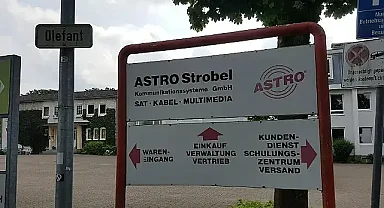 Olefant
ASTRO Strobel
Kommunikationssysteme GmbH
SAT · KABEL · MULTIMEDIA
ASTRO
WAREN-
EINGANG
EINKAUF
VERWALTUNG
VERTRIEB
KUNDEN-
DIENST
SCHULUNGS-
ZENTRUM
VERSAND